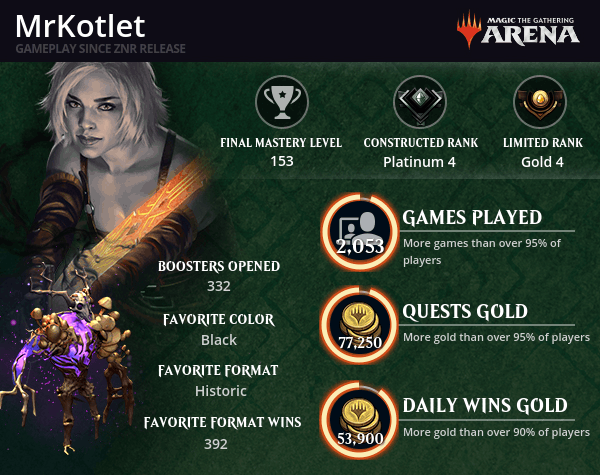 MrKotlet
GAMEPLAY SINCE ZNR RELEASE
MAGIC THE GATHERING
ARENA
FINAL MASTERY LEVEL
153
CONSTRUCTED RANK
Platinum 4
LIMITED RANK
Gold 4
GAMES PLAYED
2,053
More games than over 95% of
players
BOOSTERS OPENED
332
QUESTS GOLD
77,250
More gold than over 95% of players
FAVORITE COLOR
Black
FAVORITE FORMAT
Historic
DAILY WINS GOLD
53,900
More gold than over 90% of players
FAVORITE FORMAT WINS
392